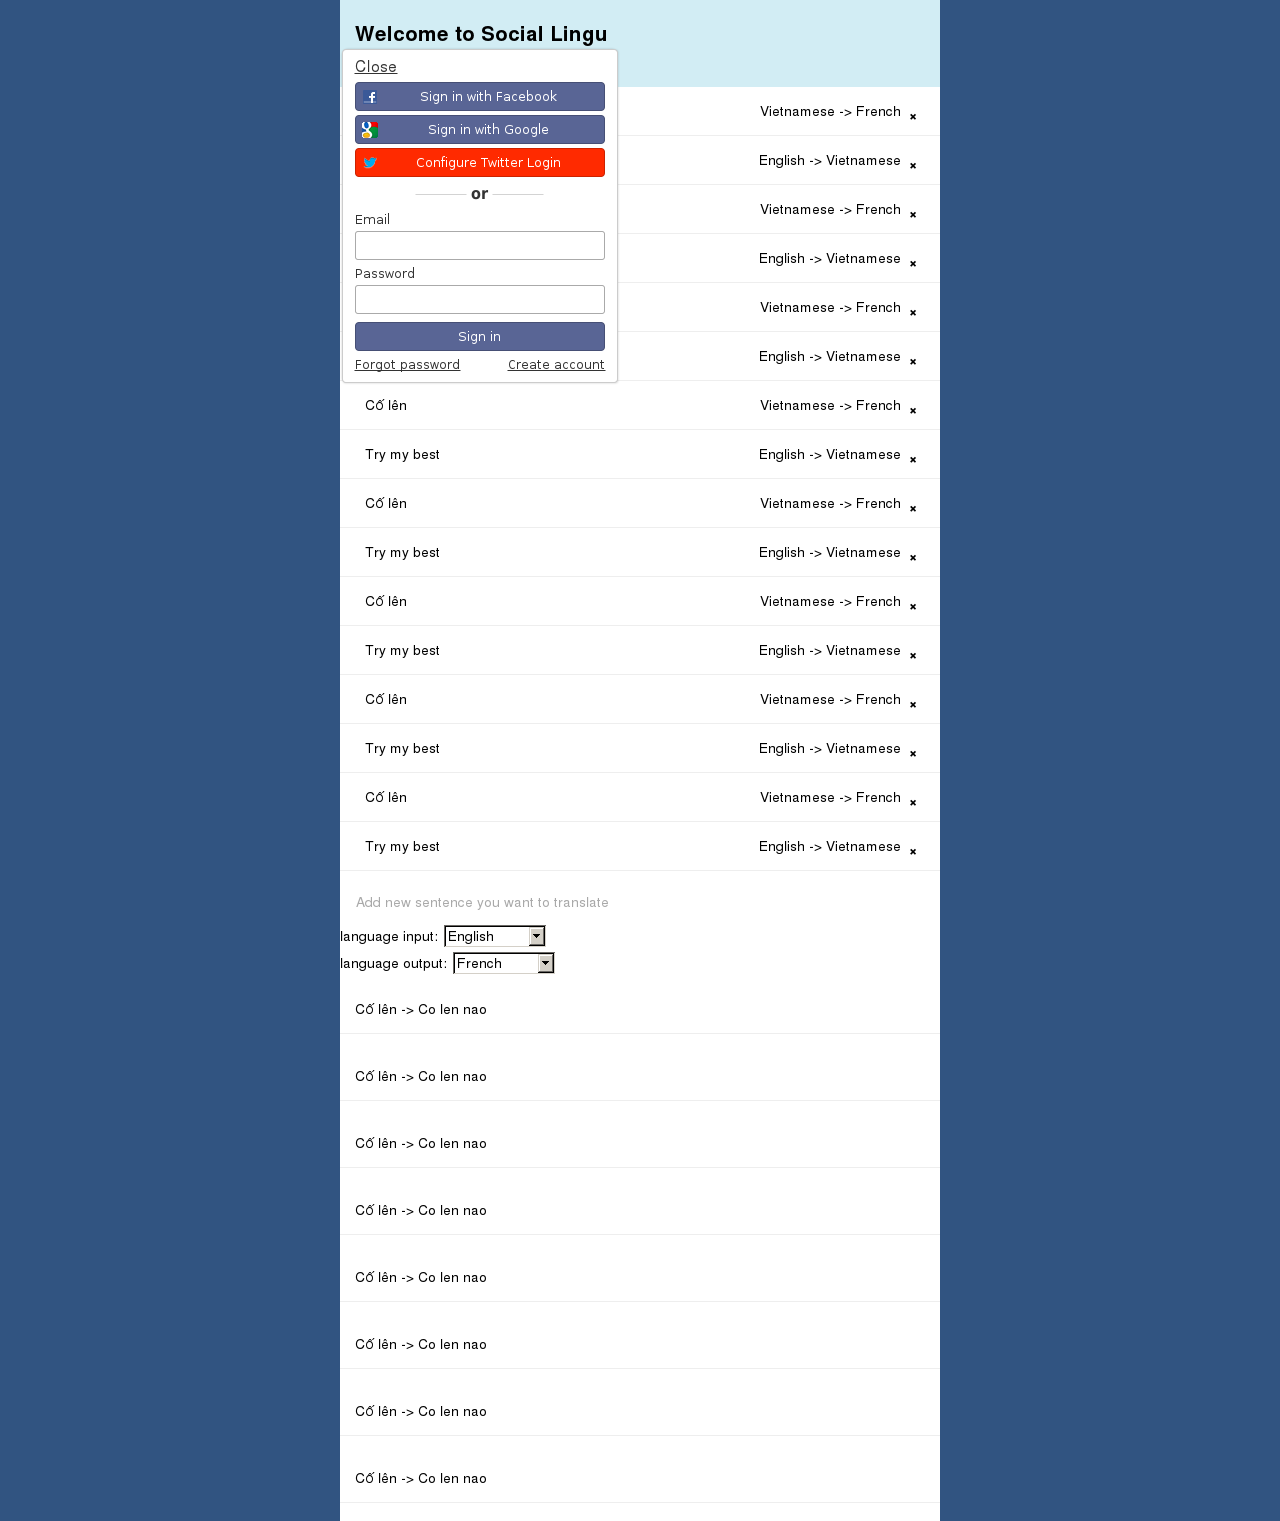 Welcome to Social Lingu
Close
Sign in with Facebook
Sign in with Google
Configure Twitter Login
or
Email
Password
Sign in
Forgot password Create account
Vietnamese -> French ×
English -> Vietnamese ×
Vietnamese -> French ×
English -> Vietnamese ×
Vietnamese -> French ×
English -> Vietnamese ×
Cố lên Vietnamese -> French ×
Try my best English -> Vietnamese ×
Cố lên Vietnamese -> French ×
Try my best English -> Vietnamese ×
Cố lên Vietnamese -> French ×
Try my best English -> Vietnamese ×
Cố lên Vietnamese -> French ×
Try my best English -> Vietnamese ×
Cố lên Vietnamese -> French ×
Try my best English -> Vietnamese ×
Add new sentence you want to translate
language input: English
language output: French
Cố lên -> Co len nao
Cố lên -> Co len nao
Cố lên -> Co len nao
Cố lên -> Co len nao
Cố lên -> Co len nao
Cố lên -> Co len nao
Cố lên -> Co len nao
Cố lên -> Co len nao